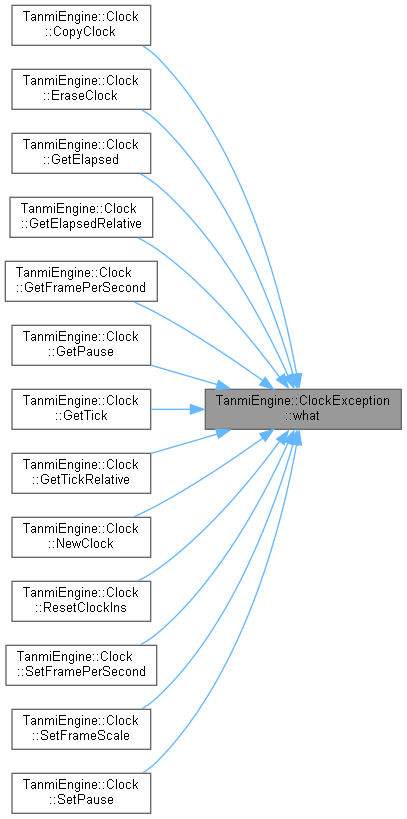 TanmiEngine::Clock
::CopyClock
TanmiEngine::Clock
::EraseClock
TanmiEngine::Clock
::GetElapsed
TanmiEngine::Clock
::GetElapsedRelative
TanmiEngine::Clock
::GetFramePerSecond
TanmiEngine::Clock
::GetPause
TanmiEngine::ClockException
::what
TanmiEngine::Clock
::GetTick
TanmiEngine::Clock
::GetTickRelative
TanmiEngine::Clock
::NewClock
TanmiEngine::Clock
::ResetClockIns
TanmiEngine::Clock
::SetFramePerSecond
TanmiEngine::Clock
::SetFrameScale
TanmiEngine::Clock
::SetPause